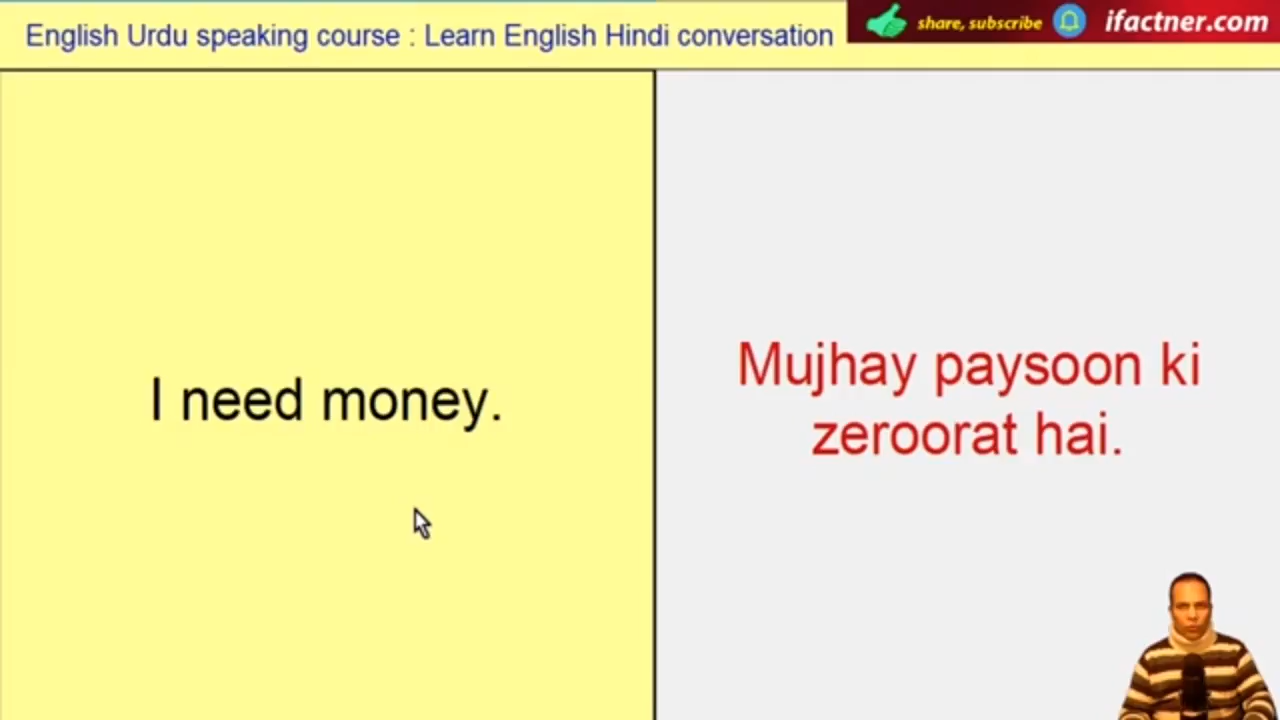 English Urdu speaking course : Learn English Hindi conversation
share, subscribe
ifactner.com
I need money.
Mujhay paysoon ki
zeroorat hai.